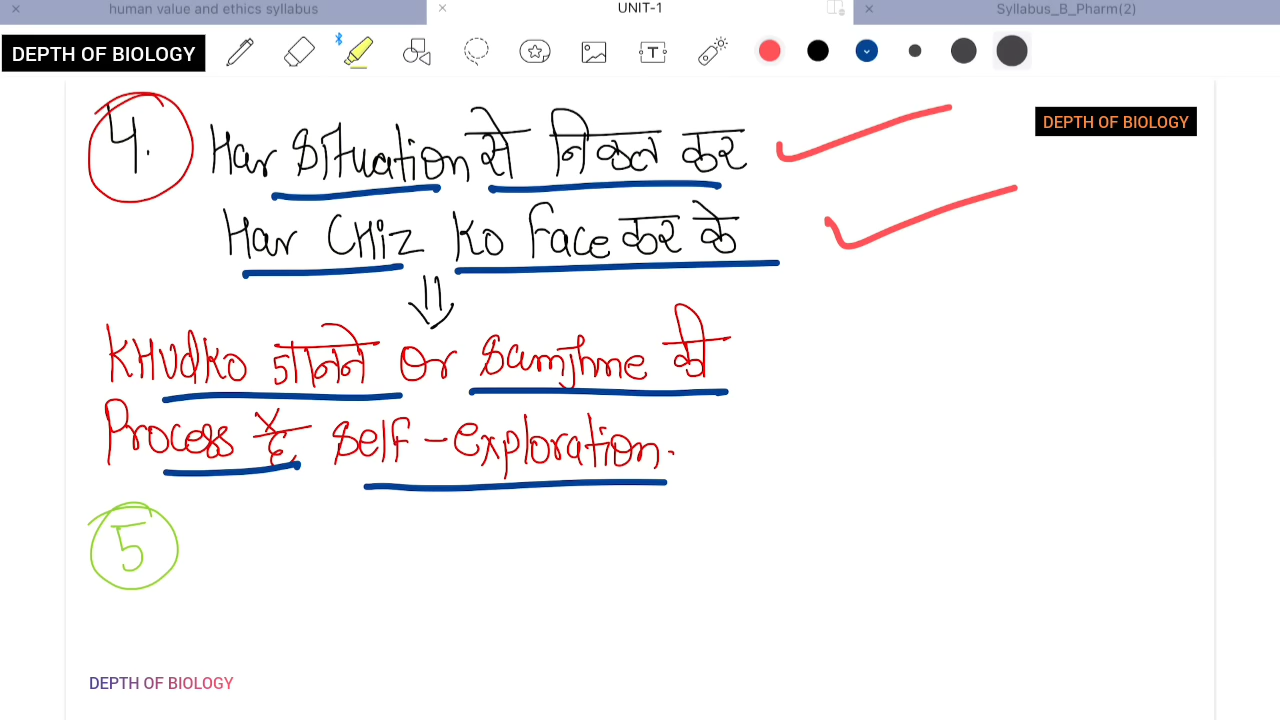 human value and ethics syllabus
UNIT-1
Syllabus_B_Pharm(2)
DEPTH OF BIOLOGY
DEPTH OF BIOLOGY
4. Har Situation से निकल कर
Har CHiz Ko Face कर के
KHudko जानने Or Samjhme की
Process है Self-exploration.
5
DEPTH OF BIOLOGY